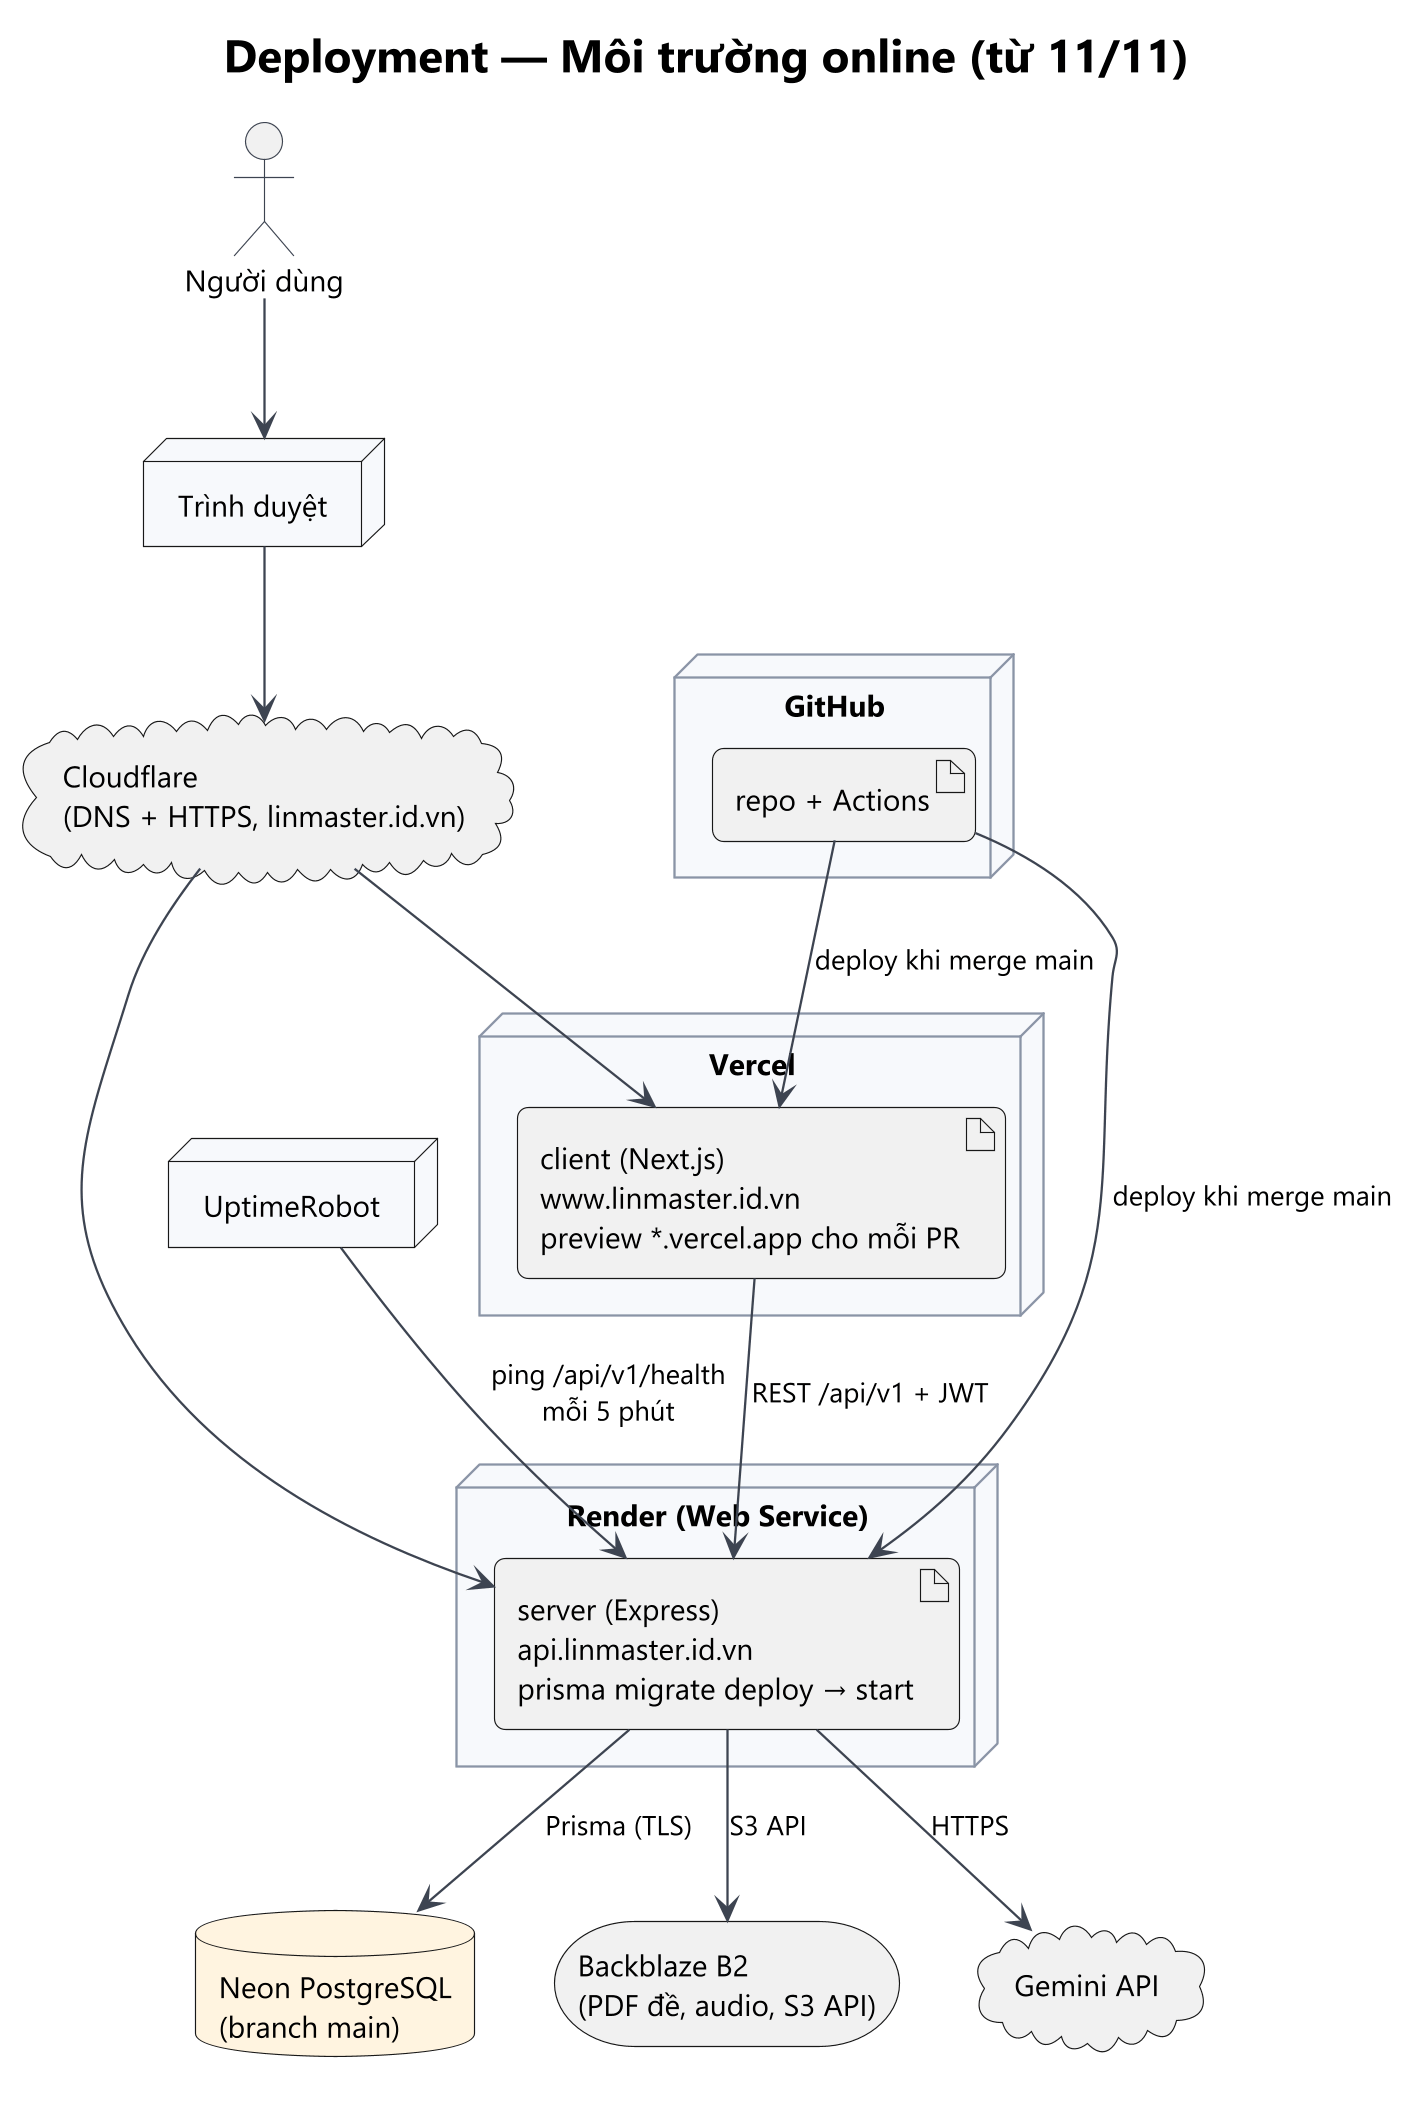 Deployment — Môi trường online (từ 11/11)
Người dùng
Trình duyệt
Cloudflare
(DNS + HTTPS, linmaster.id.vn)
GitHub
repo + Actions
deploy khi merge main
Vercel
client (Next.js)
www.linmaster.id.vn
preview *.vercel.app cho mỗi PR
UptimeRobot
deploy khi merge main
ping /api/v1/health
mỗi 5 phút
REST /api/v1 + JWT
Render (Web Service)
server (Express)
api.linmaster.id.vn
prisma migrate deploy → start
Prisma (TLS)
S3 API
HTTPS
Neon PostgreSQL
(branch main)
Backblaze B2
(PDF đề, audio, S3 API)
Gemini API